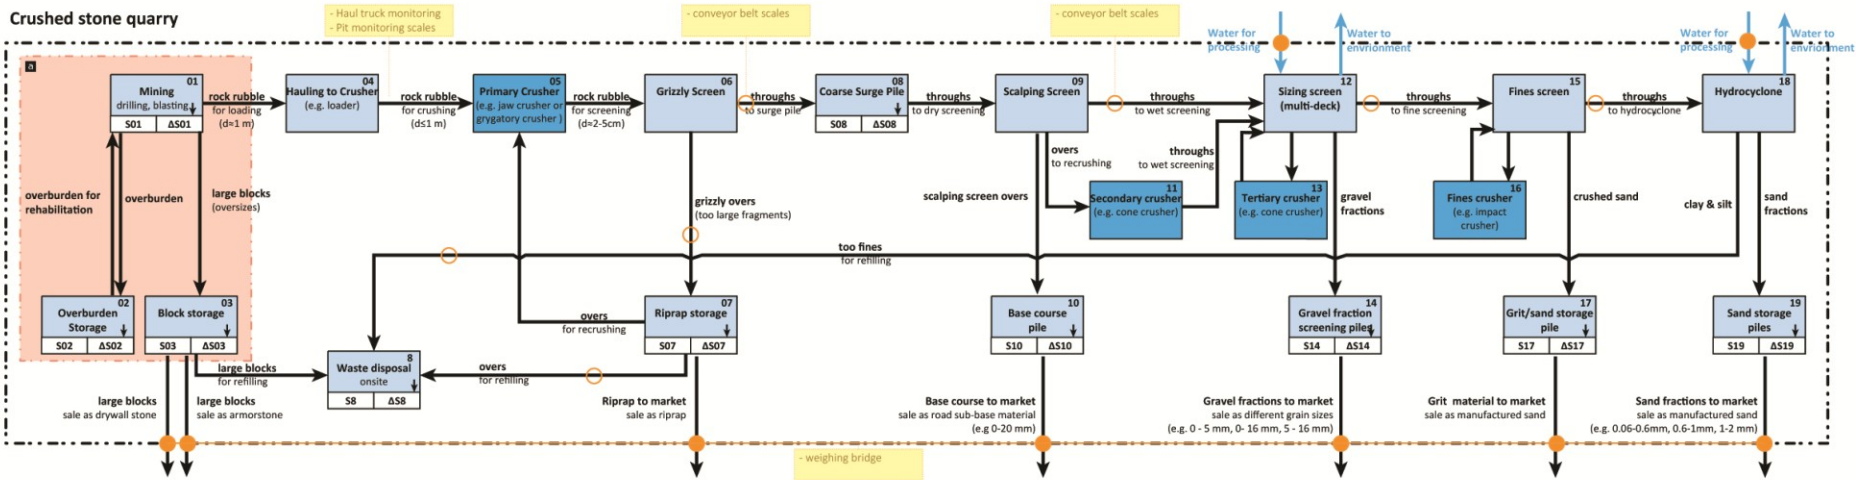 Crushed stone quarry
- Haul truck monitoring
- Pit monitoring scales
- conveyor belt scales
- conveyor belt scales
Water for
processing
Water to
envrionment
Water for
processing
Water to
envrionment
a
01
Mining
drilling, blasting
S01 ΔS01
rock rubble
for loading
(d≈1 m)
04
Hauling to Crusher
(e.g. loader)
rock rubble
for crushing
(d≤1 m)
05
Primary Crusher
(e.g. jaw crusher or
grygatory crusher )
rock rubble
for screening
(d≈2-5cm)
06
Grizzly Screen
throughs
to surge pile
08
Coarse Surge Pile
S08 ΔS08
throughs
to dry screening
09
Scalping Screen
throughs
to wet screening
12
Sizing screen
(multi-deck)
throughs
to fine screening
15
Fines screen
throughs
to hydrocyclone
18
Hydrocyclone
overburden for
rehabilitation
overburden
large blocks
(oversizes)
grizzly overs
(too large fragments)
scalping screen overs
overs
to recrushing
throughs
to wet screening
11
Secondary crusher
(e.g. cone crusher)
13
Tertiary crusher
(e.g. cone crusher)
gravel
fractions
16
Fines crusher
(e.g. impact
crusher)
crushed sand
clay & silt
sand
fractions
too fines
for refilling
02
Overburden
Storage
S02 ΔS02
03
Block storage
S03 ΔS03
overs
for recrushing
07
Riprap storage
S07 ΔS07
10
Base course
pile
S10 ΔS10
14
Gravel fraction
screening piles
S14 ΔS14
17
Grit/sand storage
pile
S17 ΔS17
19
Sand storage
piles
S19 ΔS19
large blocks
for refilling
8
Waste disposal
onsite
S8 ΔS8
overs
for refilling
large blocks
sale as drywall stone
large blocks
sale as armorstone
Riprap to market
sale as riprap
Base course to market
sale as road sub-base material
(e.g 0-20 mm)
Gravel fractions to market
sale as different grain sizes
(e.g. 0 - 5 mm, 0- 16 mm, 5 - 16 mm)
Grit material to market
sale as manufactured sand
Sand fractions to market
sale as manufactured sand
(e.g. 0.06-0.6mm, 0.6-1mm, 1-2 mm)
- weighing bridge